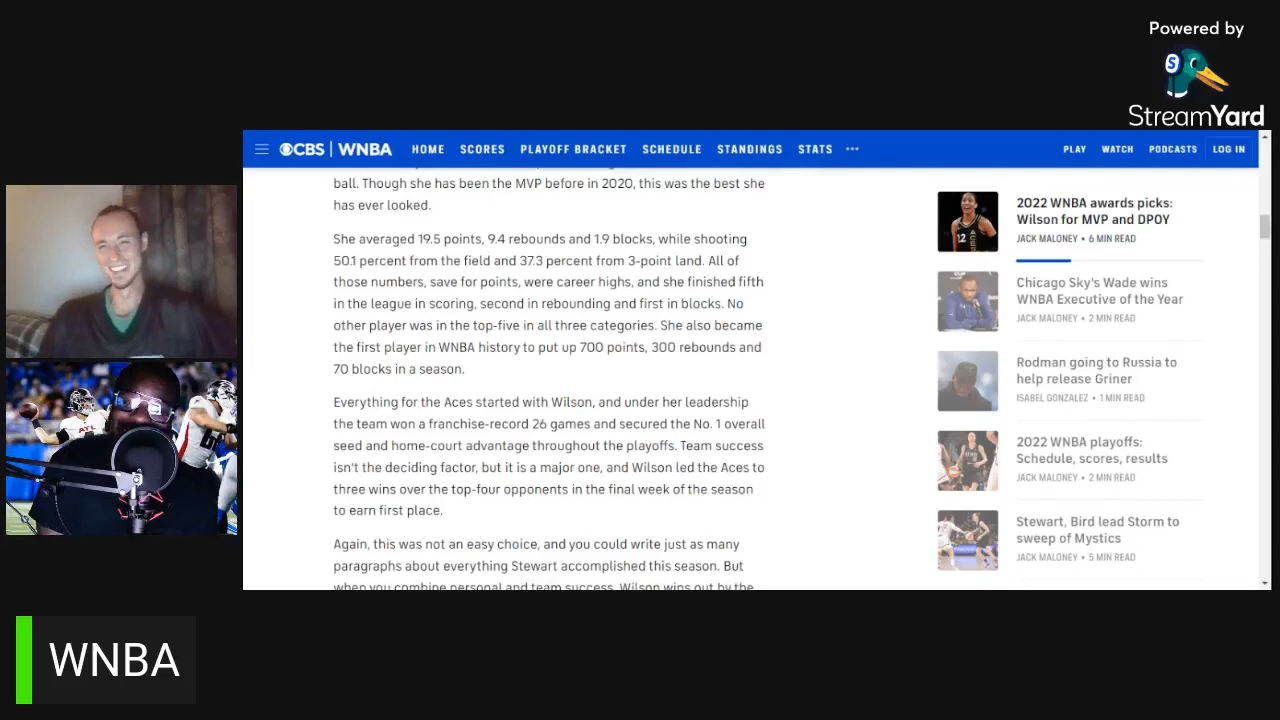 Powered by
StreamYard
CBS | WNBA HOME SCORES PLAYOFF BRACKET SCHEDULE STANDINGS STATS ••• PLAY WATCH PODCASTS LOG IN
ball. Though she has been the MVP before in 2020, this was the best she
has ever looked.
She averaged 19.5 points, 9.4 rebounds and 1.9 blocks, while shooting
50.1 percent from the field and 37.3 percent from 3-point land. All of
those numbers, save for points, were career highs, and she finished fifth
in the league in scoring, second in rebounding and first in blocks. No
other player was in the top-five in all three categories. She also became
the first player in WNBA history to put up 700 points, 300 rebounds and
70 blocks in a season.
Everything for the Aces started with Wilson, and under her leadership
the team won a franchise-record 26 games and secured the No. 1 overall
seed and home-court advantage throughout the playoffs. Team success
isn't the deciding factor, but it is a major one, and Wilson led the Aces to
three wins over the top-four opponents in the final week of the season
to earn first place.
Again, this was not an easy choice, and you could write just as many
paragraphs about everything Stewart accomplished this season. But
when you combine personal and team success, Wilson wins out by the
2022 WNBA awards picks:
Wilson for MVP and DPOY
JACK MALONEY • 6 MIN READ
Chicago Sky's Wade wins
WNBA Executive of the Year
JACK MALONEY • 2 MIN READ
Rodman going to Russia to
help release Griner
ISABEL GONZALEZ • 1 MIN READ
2022 WNBA playoffs:
Schedule, scores, results
JACK MALONEY • 2 MIN READ
Stewart, Bird lead Storm to
sweep of Mystics
JACK MALONEY • 5 MIN READ
ATL
WNBA